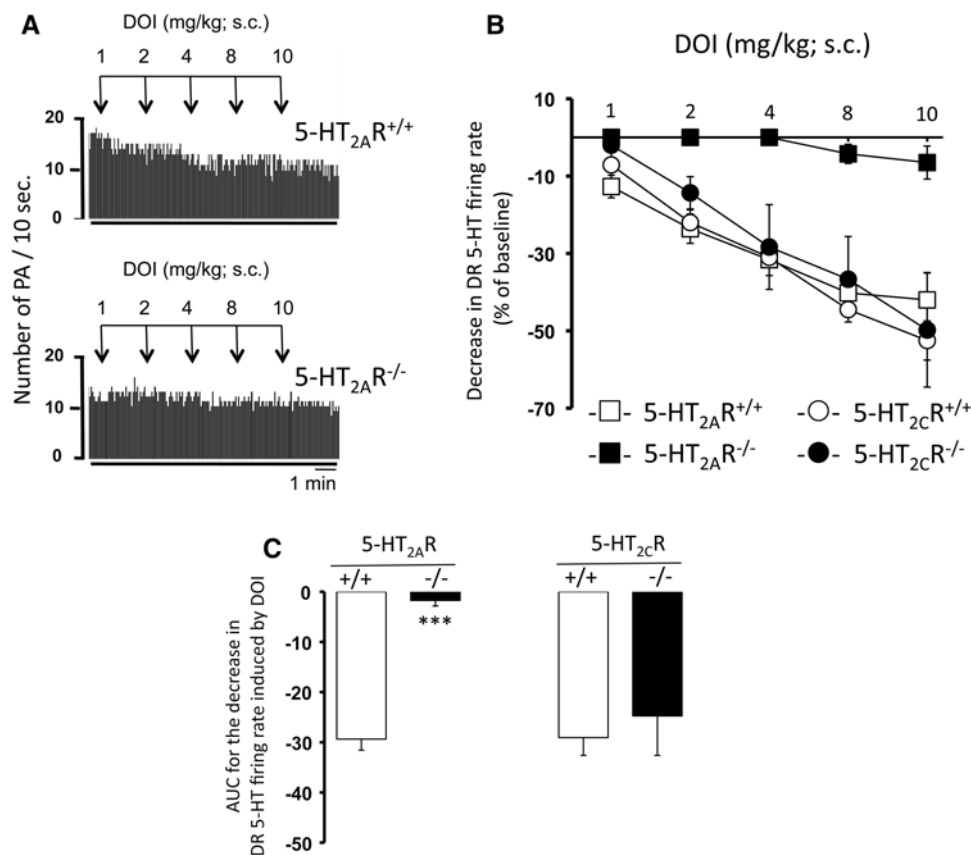 A
DOI (mg/kg; s.c.)
1 2 4 8 10
20
10
0
5-HT2AR+/+
DOI (mg/kg; s.c.)
1 2 4 8 10
20
10
0
5-HT2AR-/-
1 min
Number of PA / 10 sec.
B
DOI (mg/kg; s.c.)
1 2 4 8 10
10
-10
-30
-50
-70
Decrease in DR 5-HT firing rate
(% of baseline)
-□- 5-HT2AR+/+ -○- 5-HT2CR+/+
-■- 5-HT2AR-/- -●- 5-HT2CR-/-
C
5-HT2AR 5-HT2CR
+/+ -/- +/+ -/-
0
-10
-20
-30
-40
-50
***
AUC for the decrease in
DR 5-HT firing rate induced by DOI